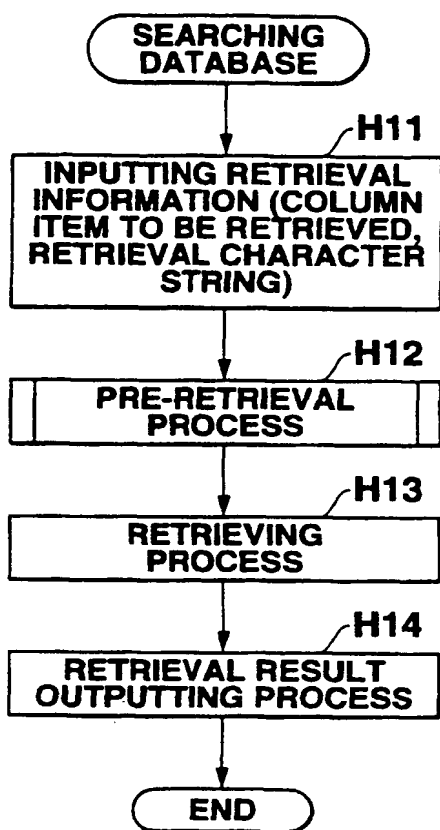 SEARCHING
DATABASE
H11
INPUTTING RETRIEVAL
INFORMATION (COLUMN
ITEM TO BE RETRIEVED,
RETRIEVAL CHARACTER
STRING)
H12
PRE-RETRIEVAL
PROCESS
H13
RETRIEVING
PROCESS
H14
RETRIEVAL RESULT
OUTPUTTING PROCESS
END